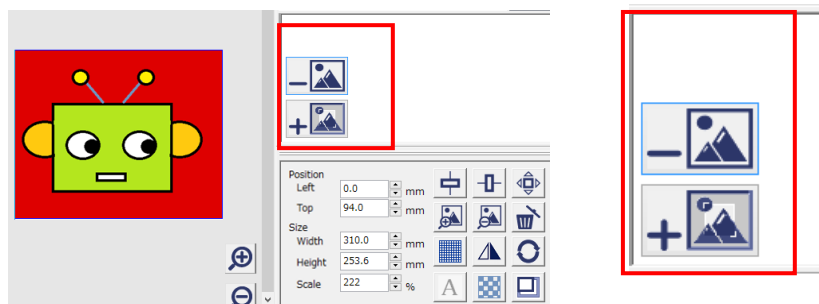 Position
Left 0.0 mm
Top 94.0 mm
Size
Width 310.0 mm
Height 253.6 mm
Scale 222 %
A